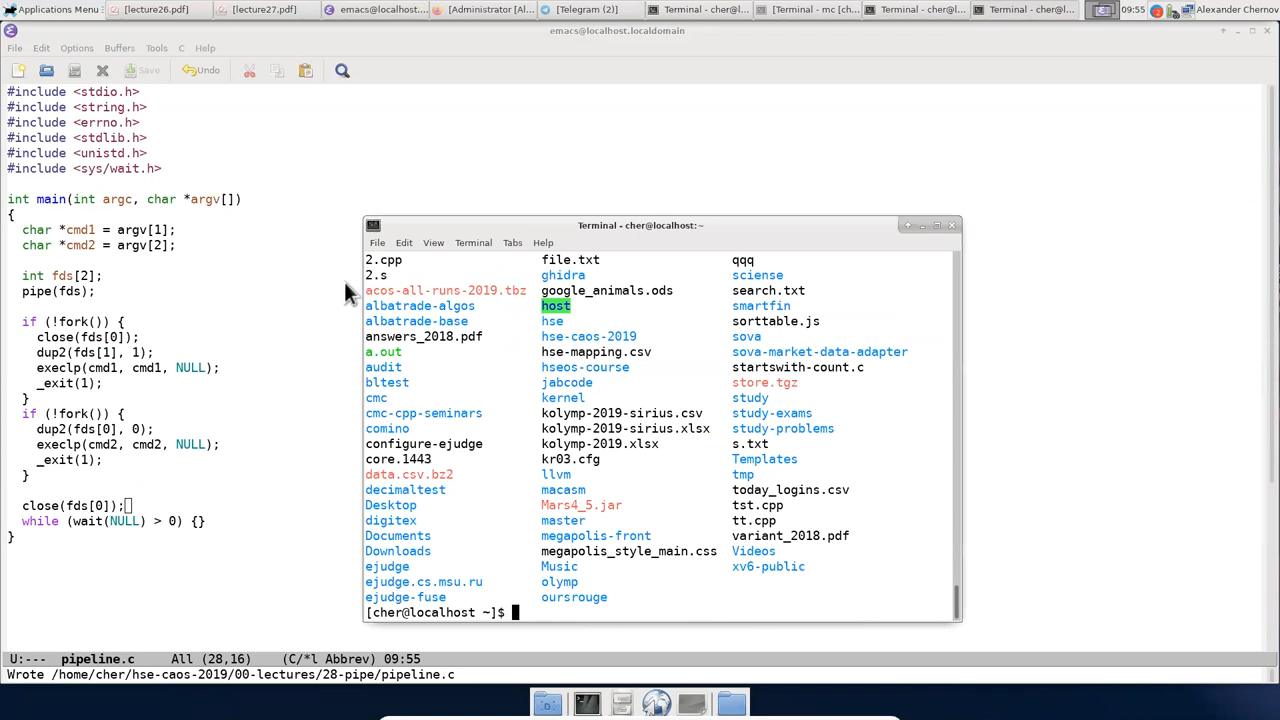 Applications Menu
[lecture26.pdf]
[lecture27.pdf]
emacs@localhost....
[Administrator [Al...
[Telegram (2)]
Terminal - cher@l...
[Terminal - mc [ch...
Terminal - cher@l...
Terminal - cher@l...
09:55
2
Alexander Chernov
emacs@localhost.localdomain
File Edit Options Buffers Tools C Help
Save Undo
#include <stdio.h>
#include <string.h>
#include <errno.h>
#include <stdlib.h>
#include <unistd.h>
#include <sys/wait.h>
int main(int argc, char *argv[])
{
char *cmd1 = argv[1];
char *cmd2 = argv[2];
int fds[2];
pipe(fds);
if (!fork()) {
close(fds[0]);
dup2(fds[1], 1);
execlp(cmd1, cmd1, NULL);
_exit(1);
}
if (!fork()) {
dup2(fds[0], 0);
execlp(cmd2, cmd2, NULL);
_exit(1);
}
close(fds[0]);
while (wait(NULL) > 0) {}
}
Terminal - cher@localhost:~
File Edit View Terminal Tabs Help
2.cpp file.txt qqq
2.s ghidra sciense
acos-all-runs-2019.tbz google_animals.ods search.txt
albatrade-algos host smartfin
albatrade-base hse sorttable.js
answers_2018.pdf hse-caos-2019 sova
a.out hse-mapping.csv sova-market-data-adapter
audit hseos-course startswith-count.c
bltest jabcode store.tgz
cmc kernel study
cmc-cpp-seminars kolymp-2019-sirius.csv study-exams
comino kolymp-2019-sirius.xlsx study-problems
configure-ejudge kolymp-2019.xlsx s.txt
core.1443 kr03.cfg Templates
data.csv.bz2 llvm tmp
decimaltest macasm today_logins.csv
Desktop Mars4_5.jar tst.cpp
digitex master tt.cpp
Documents megapolis-front variant_2018.pdf
Downloads megapolis_style_main.css Videos
ejudge Music xv6-public
ejudge.cs.msu.ru olymp
ejudge-fuse oursrouge
[cher@localhost ~]$
U:--- pipeline.c All (28,16) (C/*l Abbrev) 09:55
Wrote /home/cher/hse-caos-2019/00-lectures/28-pipe/pipeline.c